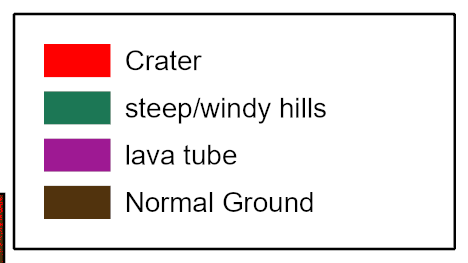 Crater
steep/windy hills
lava tube
Normal Ground